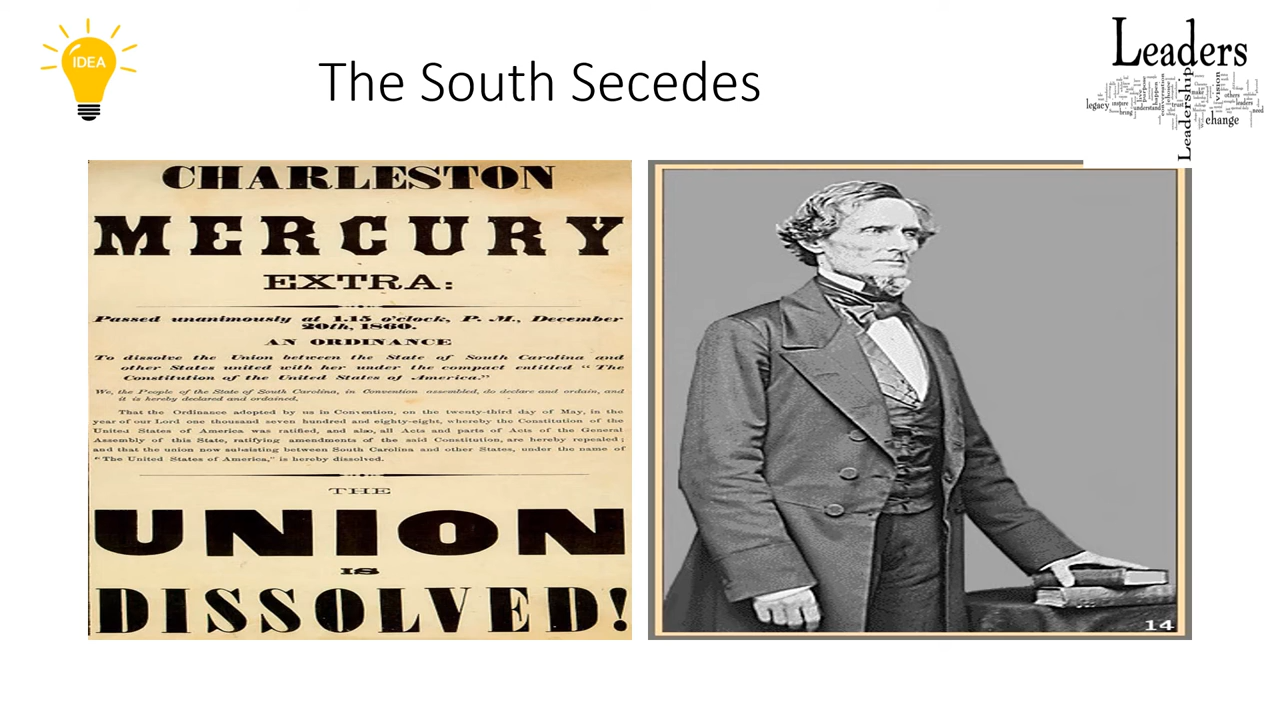 IDEA
The South Secedes
Leaders
Leadership
legacy
inspire
bring
understand
change
vision
others
leaders
need
trust
CHARLESTON
MERCURY
EXTRA:
Passed unanimously at 1.15 o'clock, P. M., December
20th, 1860.
AN ORDINANCE
To dissolve the Union between the State of South Carolina and
other States united with her under the compact entitled "The
Constitution of the United States of America."
We, the People of the State of South Carolina, in Convention assembled, do declare and ordain, and
it is hereby declared and ordained,
That the Ordinance adopted by us in Convention, on the twenty-third day of May, in the
year of our Lord one thousand seven hundred and eighty-eight, whereby the Constitution of the
United States of America was ratified, and also, all Acts and parts of Acts of the General
Assembly of this State, ratifying amendments of the said Constitution, are hereby repealed;
and that the union now subsisting between South Carolina and other States, under the name of
"The United States of America," is hereby dissolved.
THE
UNION
IS
DISSOLVED!
14